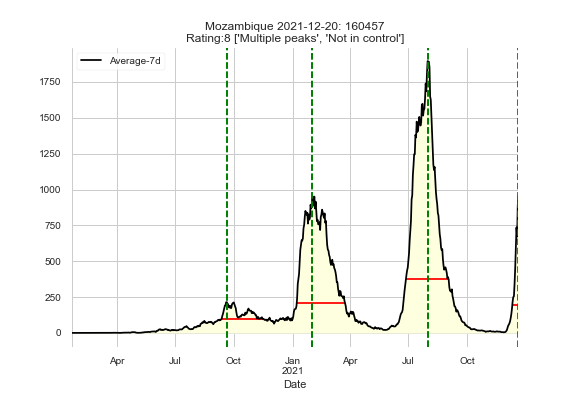 Mozambique 2021-12-20: 160457
Rating:8 ['Multiple peaks', 'Not in control']
Average-7d
1750
1500
1250
1000
750
500
250
0
Apr Jul Oct Jan Apr Jul Oct
2021
Date